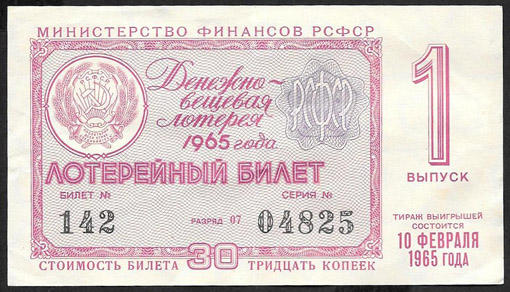 МИНИСТЕРСТВО ФИНАНСОВ РСФСР
Денежно-
вещевая
лотерея
1965 года
РСФСР
ЛОТЕРЕЙНЫЙ БИЛЕТ
БИЛЕТ № СЕРИЯ №
142 РАЗРЯД 07 04825
СТОИМОСТЬ БИЛЕТА 30 ТРИДЦАТЬ КОПЕЕК
1
ВЫПУСК
ТИРАЖ ВЫИГРЫШЕЙ
СОСТОИТСЯ
10 ФЕВРАЛЯ
1965 ГОДА